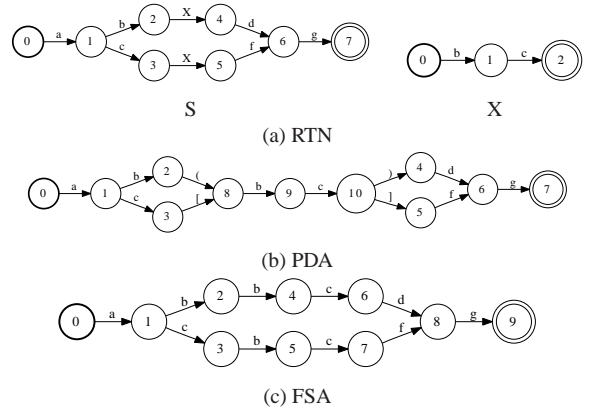 b 2 X 4 d
0 a 1 6 g 7
c 3 X 5 f
0 b 1 c 2
S X
(a) RTN
b 2 ( ) 4 d
0 a 1 8 b 9 c 10 6 g 7
c 3 [ ] 5 f
(b) PDA
b 2 b 4 c 6 d
0 a 1 8 g 9
c 3 b 5 c 7 f
(c) FSA